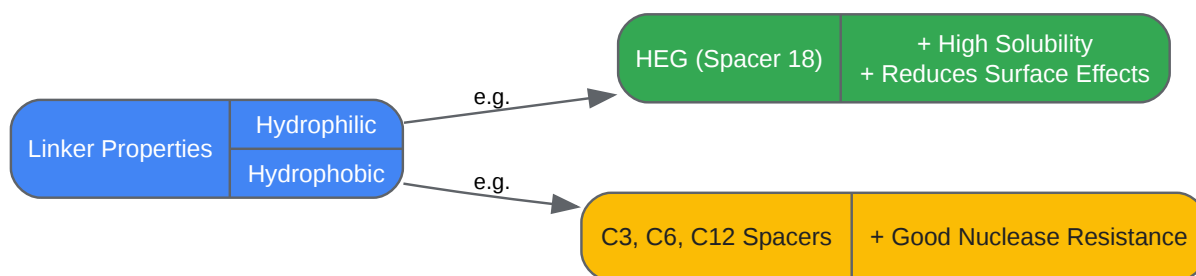 Linker Properties
Hydrophilic
Hydrophobic
e.g.
e.g.
HEG (Spacer 18)
+ High Solubility
+ Reduces Surface Effects
C3, C6, C12 Spacers
+ Good Nuclease Resistance